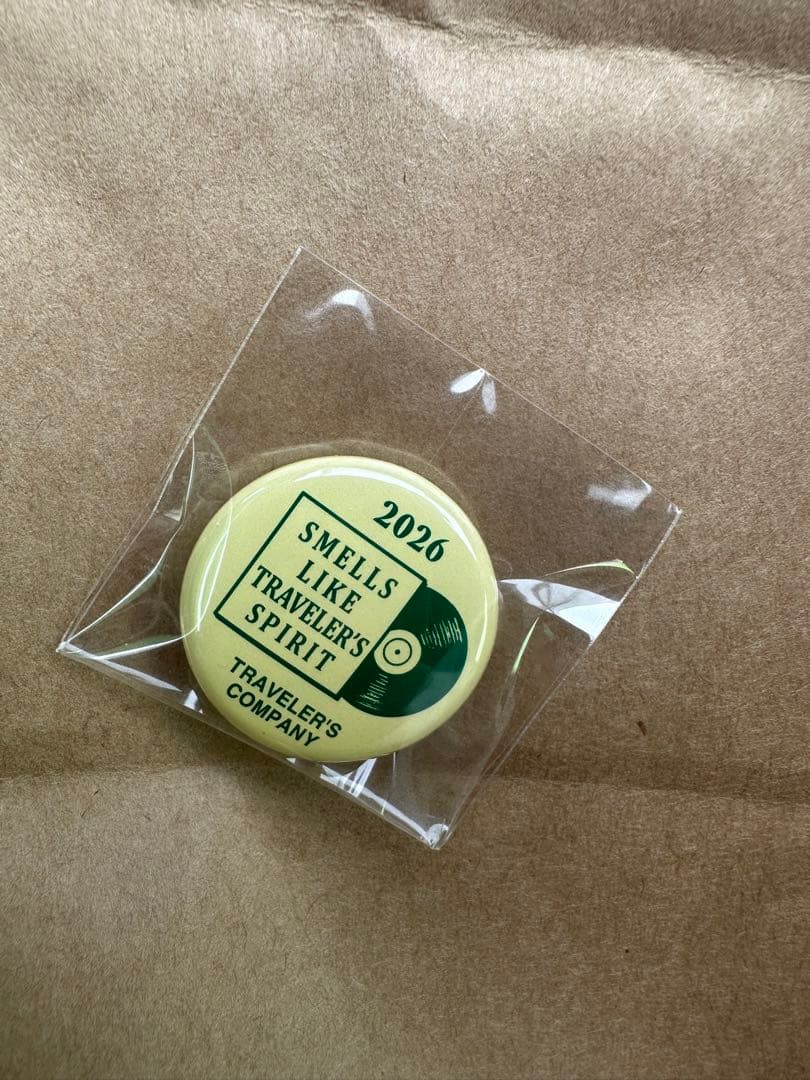 2026
SMELLS
LIKE
TRAVELER'S
SPIRIT
TRAVELER'S
COMPANY